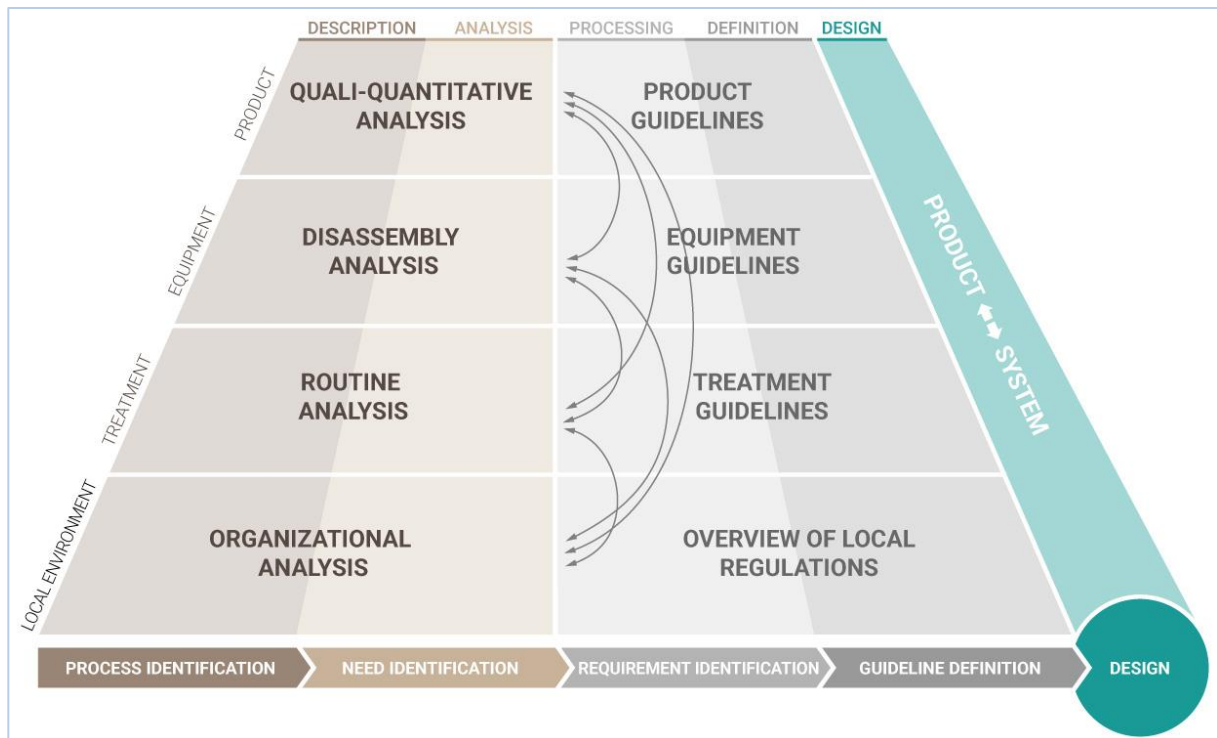 DESCRIPTION ANALYSIS PROCESSING DEFINITION DESIGN
PRODUCT
QUALI-QUANTITATIVE
ANALYSIS
PRODUCT
GUIDELINES
EQUIPMENT
DISASSEMBLY
ANALYSIS
EQUIPMENT
GUIDELINES
TREATMENT
ROUTINE
ANALYSIS
TREATMENT
GUIDELINES
LOCAL ENVIRONMENT
ORGANIZATIONAL
ANALYSIS
OVERVIEW OF LOCAL
REGULATIONS
PRODUCT SYSTEM
PROCESS IDENTIFICATION NEED IDENTIFICATION REQUIREMENT IDENTIFICATION GUIDELINE DEFINITION DESIGN